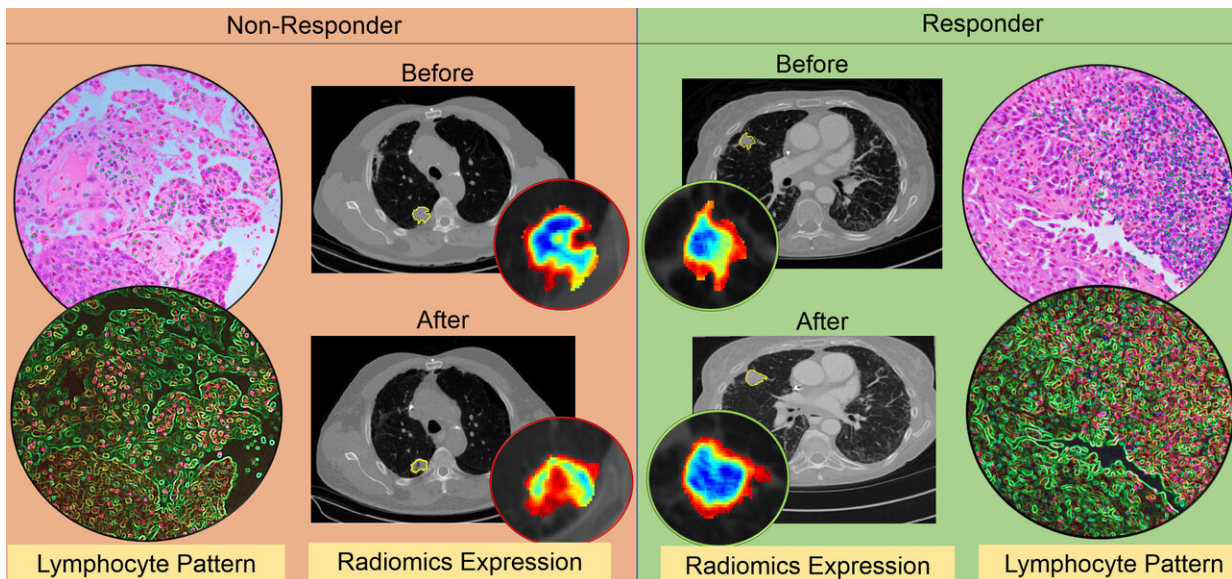 Non-Responder
Responder
Before
Before
After
After
Lymphocyte Pattern
Radiomics Expression
Radiomics Expression
Lymphocyte Pattern